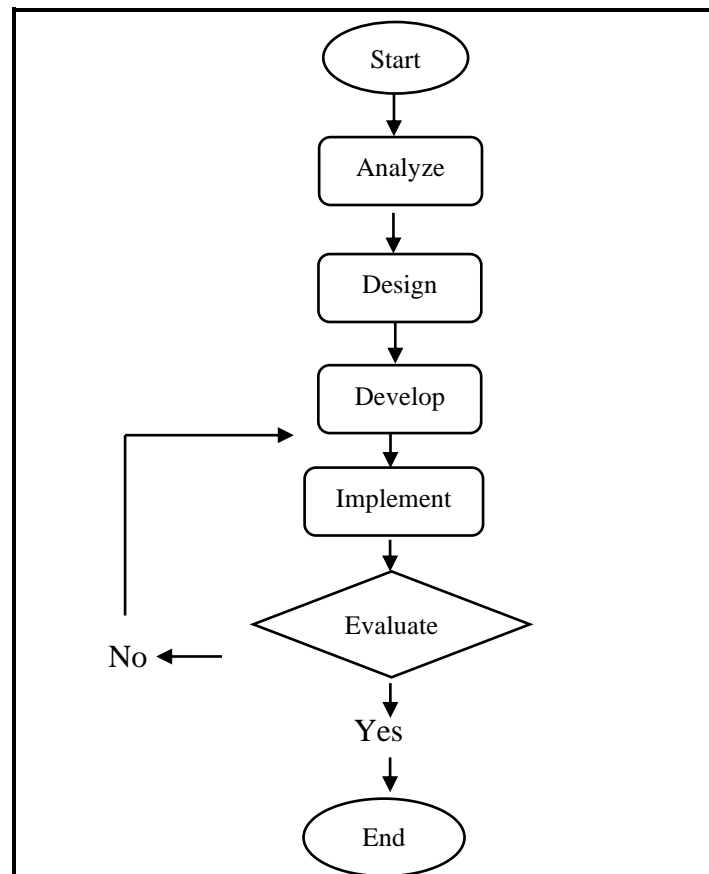 Start
Analyze
Design
Develop
Implement
Evaluate
No
Yes
End